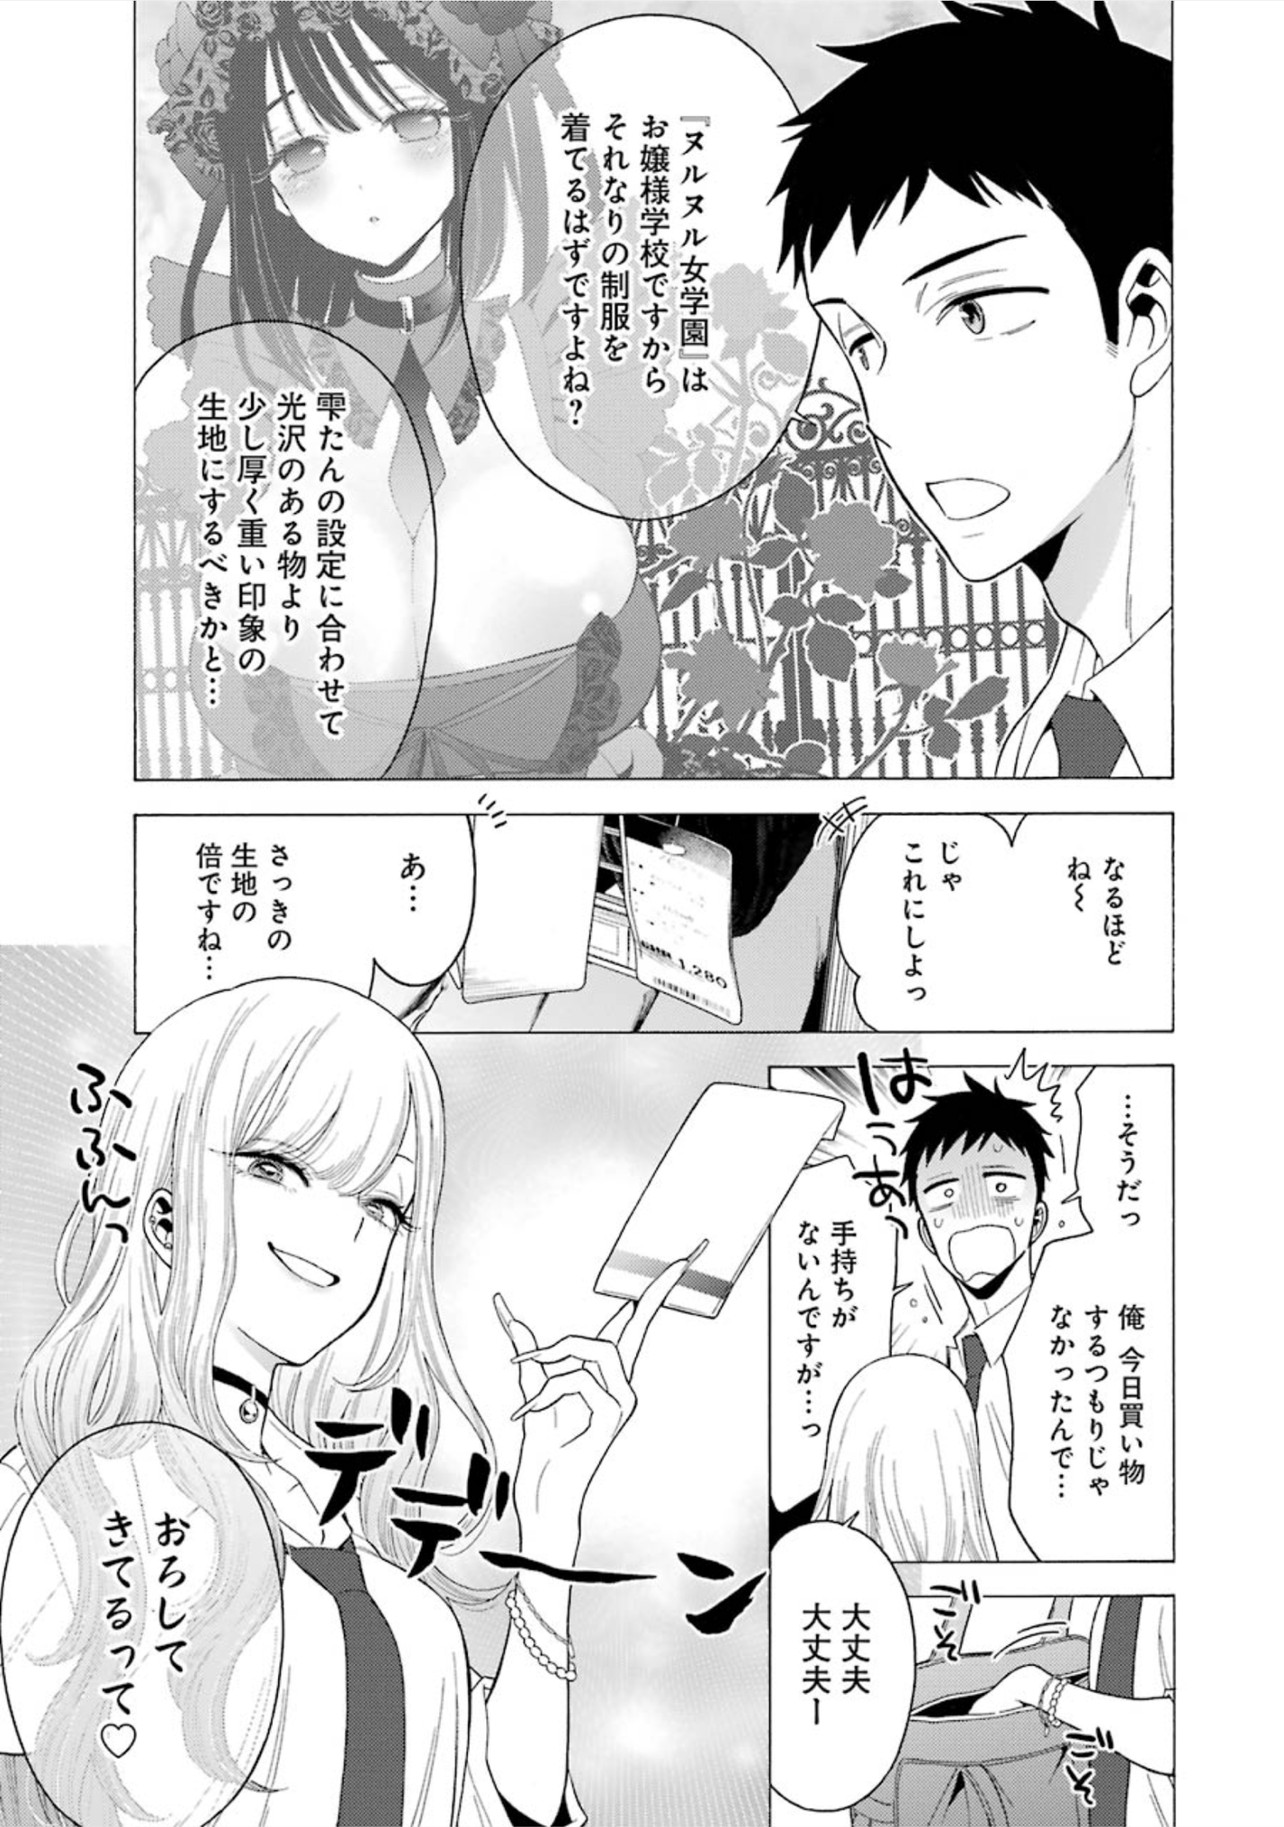 『ヌルヌル女学園』は
お嬢様学校ですから
それなりの制服を
着てるはずですよね?
雫たんの設定に合わせて
光沢のある物より
少し厚く重い印象の
生地にするべきかと…
なるほど
ね〜
じゃ
これにしよっ
1,280
あ…
さっきの
生地の
倍ですね…
…そうだっ
俺 今日買い物
するつもりじゃ
なかったんで…
はうあっ
手持ちが
ないんですが…っ
大丈夫
大丈夫ー
ごそ
ごそ
ふふんっ
デデーン
おろして
きてるって♡